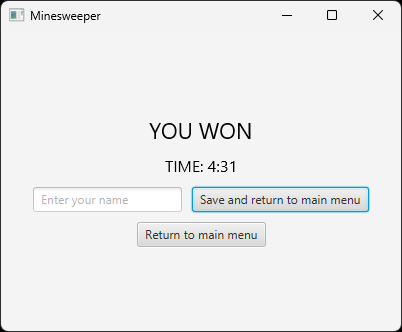 Minesweeper
YOU WON
TIME: 4:31
Enter your name
Save and return to main menu
Return to main menu